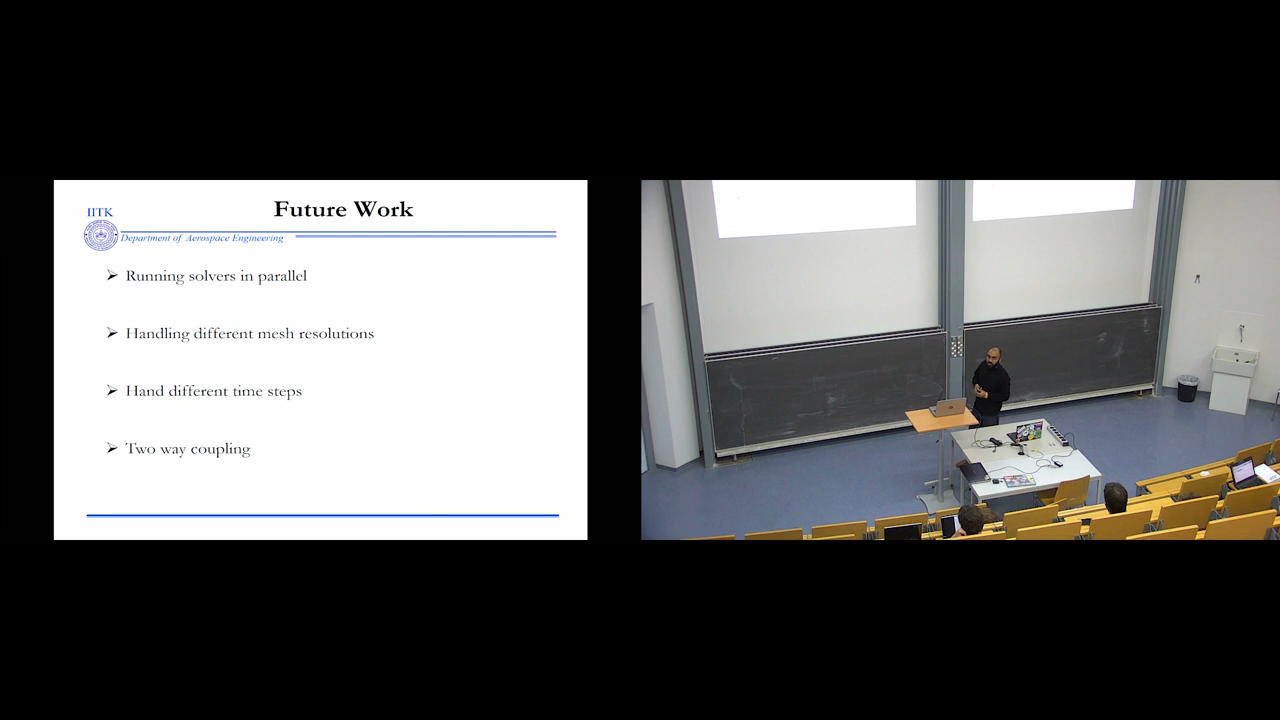 Future Work
IITK
Department of Aerospace Engineering
Running solvers in parallel
Handling different mesh resolutions
Hand different time steps
Two way coupling